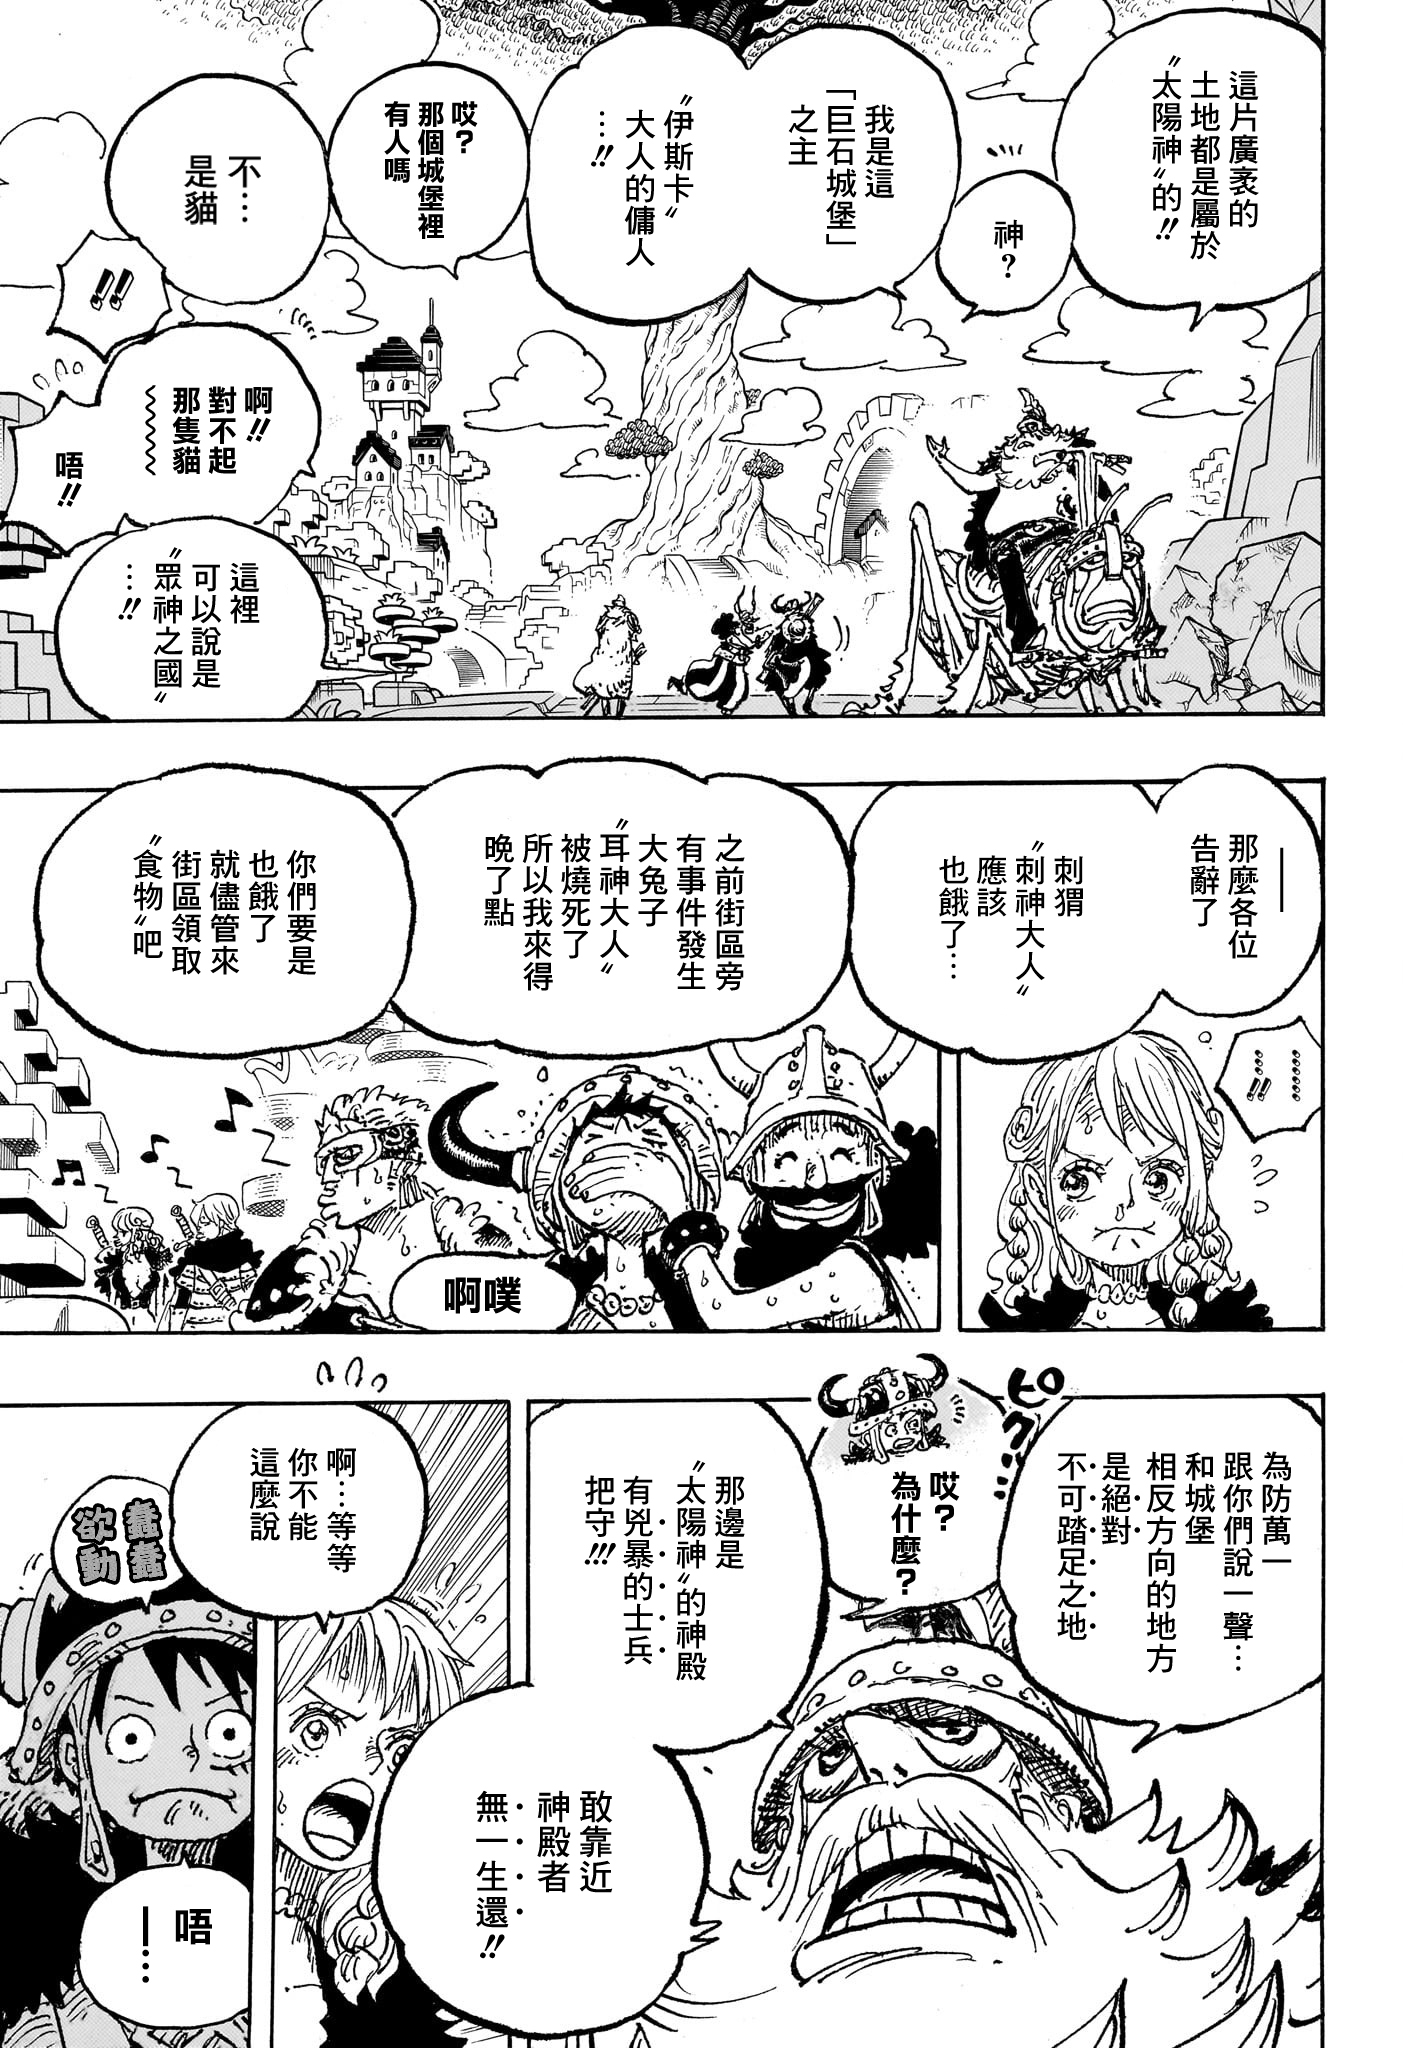 這片廣袤的
土地都是屬於
〝太陽神〞的!!
神？
我是這
「巨石城堡」
之主
〝伊斯卡〞
大人的傭人
…!!
哎？
那個城堡裡
有人嗎
不…
是貓
!!
啊!!
對不起
那隻貓
唔!!
這裡
可以說是
〝眾神之國〞
…!!
——
那麼各位
告辭了
刺猬
〝刺神大人〞
應該
也餓了…
………!!
之前街區旁
有事件發生
大兔子
〝耳神大人〞
被燒死了
所以我來得
晚了點
你們要是
也餓了
就儘管來
街區領取
〝食物〞吧
啊噗
為防萬一
跟你們說一聲…
和城堡
相反方向的地方
是絕對
不可踏足之地
ピクッ…
哎？
為什麼？
那邊是
〝太陽神〞的神殿
有兇暴的士兵
把守!!!
敢靠近
神殿者
無一生還!!
啊…等等
你不能
這麼說
蠢蠢
欲動
唔
—…